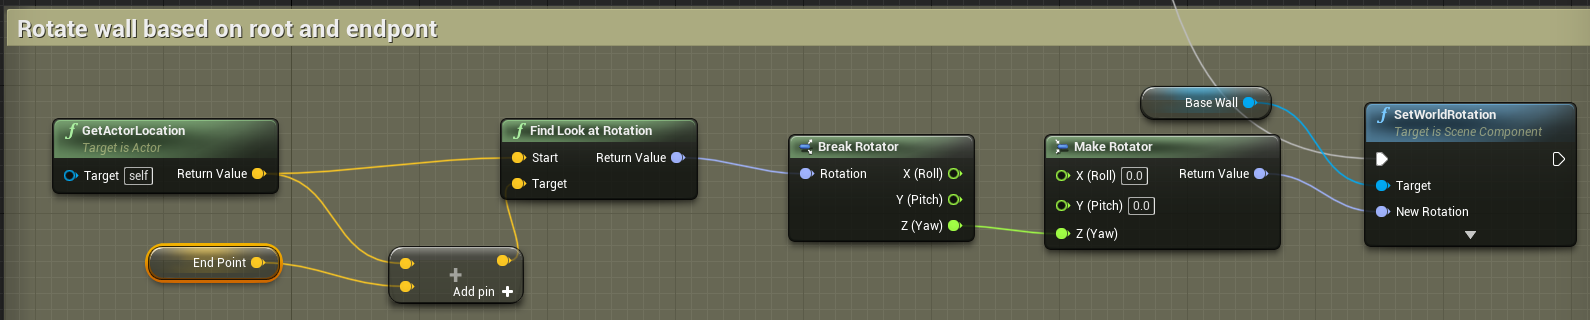 Rotate wall based on root and endpont
GetActorLocation
Target is Actor
Target self
Return Value
End Point
Add pin
f Find Look at Rotation
Start
Return Value
Target
Break Rotator
Rotation
X (Roll)
Y (Pitch)
Z (Yaw)
Make Rotator
X (Roll) 0.0
Return Value
Y (Pitch) 0.0
Z (Yaw)
Base Wall
SetWorldRotation
Target is Scene Component
Target
New Rotation